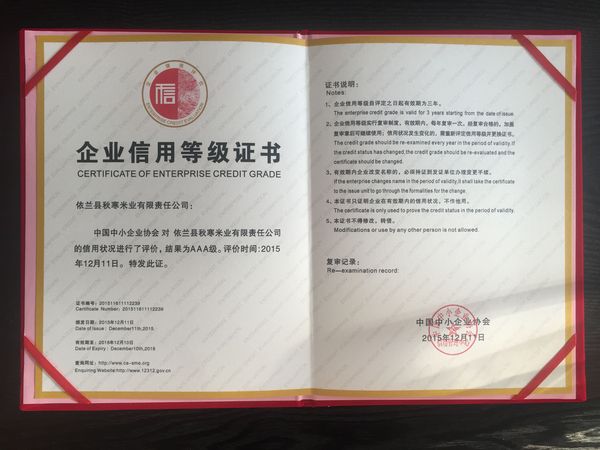 企业信用评价
信
ENTERPRISE CREDIT EVALUATION
企业信用等级证书
CERTIFICATE OF ENTERPRISE CREDIT GRADE
依兰县秋寒米业有限责任公司：
中国中小企业协会 对 依兰县秋寒米业有限责任公司
的信用状况进行了评价，结果为AAA级。评价时间:2015
年12月11日。 特发此证。
证书编号: 201511611112239
Certificate Number: 201511611112239
颁发日期: 2015年12月11日
Date of Issue : December11th,2015
有效期至: 2018年12月10日
Date of Expiry : December10th,2018
查询网址: http://www.ca-sme.org
Enquiring Website:http://www.12312.gov.cn
证书说明：
Notes:
1、企业信用等级自评定之日起有效期为三年。
The enterprise credit grade is valid for 3 years starting from the date of issue.
2、企业信用等级实行复审制度，有效期内，每年复审一次，经复审合格的，加盖
复审章后可继续使用；信用状况发生变化的，需重新评定信用等级并更换证书。
The credit grade should be re-examined every year in the period of validity. If
the credit status has changed,the credit grade should be re-evaluated and the
certificate should be changed.
3、有效期内企业改变名称的，必须持证到发证单位办理变更手续。
If the enterprise changes name in the period of validity,it shall take the certificate
to the issue unit to go through the formalities for the change.
4、本证书只证明企业在有效期内的信用状况，不作他用。
The certificate is only used to prove the credit status in the period of validity.
5、本证书不得修改、转借。
Modifications or use by any other person is not allowed.
复审记录：
Re—examination record:
中国中小企业协会
2015年12月11日